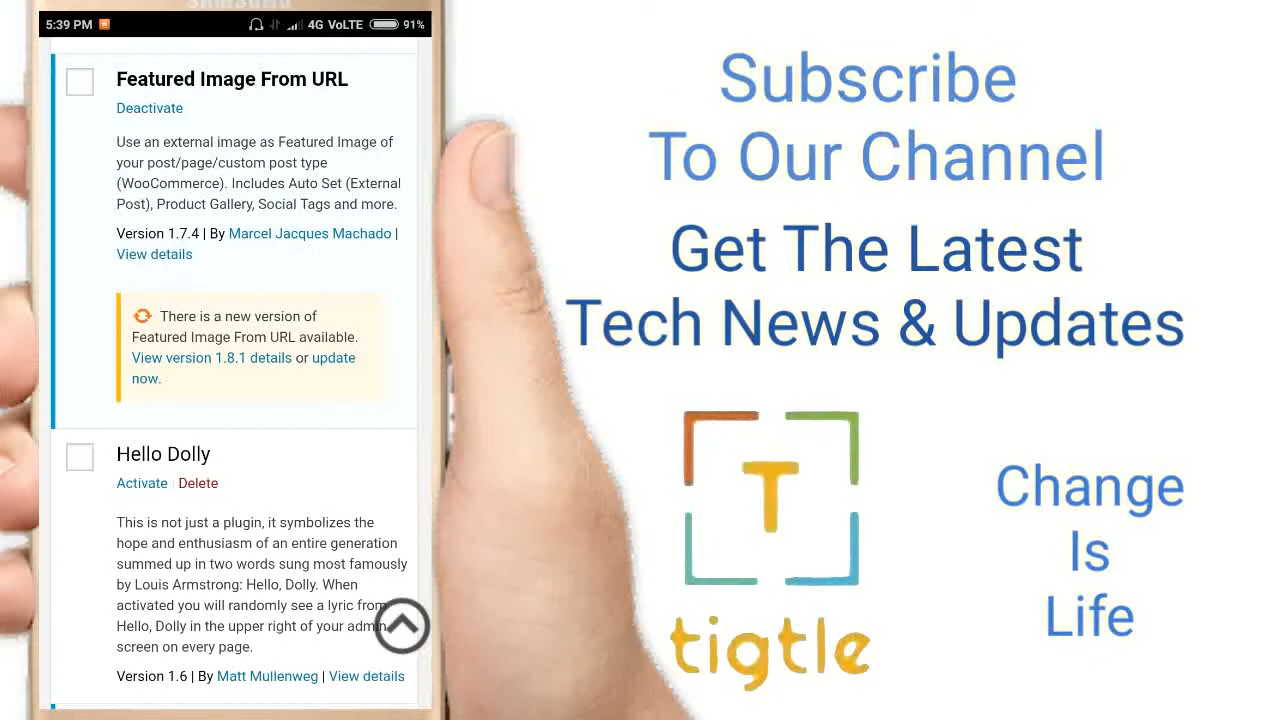 5:39 PM 4G VoLTE 91%
Featured Image From URL
Deactivate
Use an external image as Featured Image of
your post/page/custom post type
(WooCommerce). Includes Auto Set (External
Post), Product Gallery, Social Tags and more.
Version 1.7.4 | By Marcel Jacques Machado |
View details
There is a new version of
Featured Image From URL available.
View version 1.8.1 details or update
now.
Hello Dolly
Activate | Delete
This is not just a plugin, it symbolizes the
hope and enthusiasm of an entire generation
summed up in two words sung most famously
by Louis Armstrong: Hello, Dolly. When
activated you will randomly see a lyric from
Hello, Dolly in the upper right of your admin
screen on every page.
Version 1.6 | By Matt Mullenweg | View details
Subscribe
To Our Channel
Get The Latest
Tech News & Updates
T
tigtle
Change
Is
Life